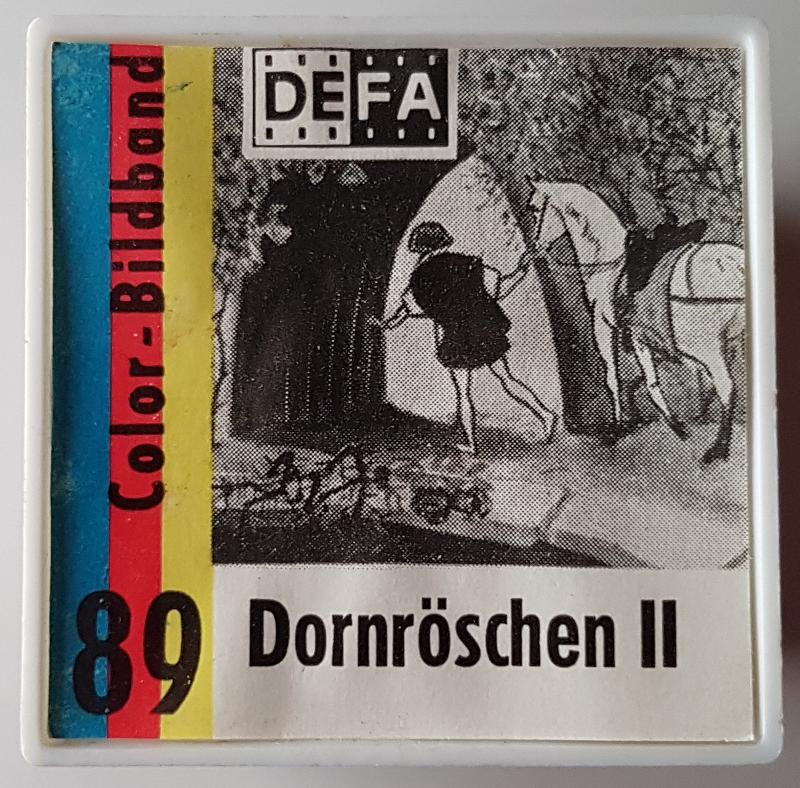 DEFA
Color-Bildband
89
Dornröschen II